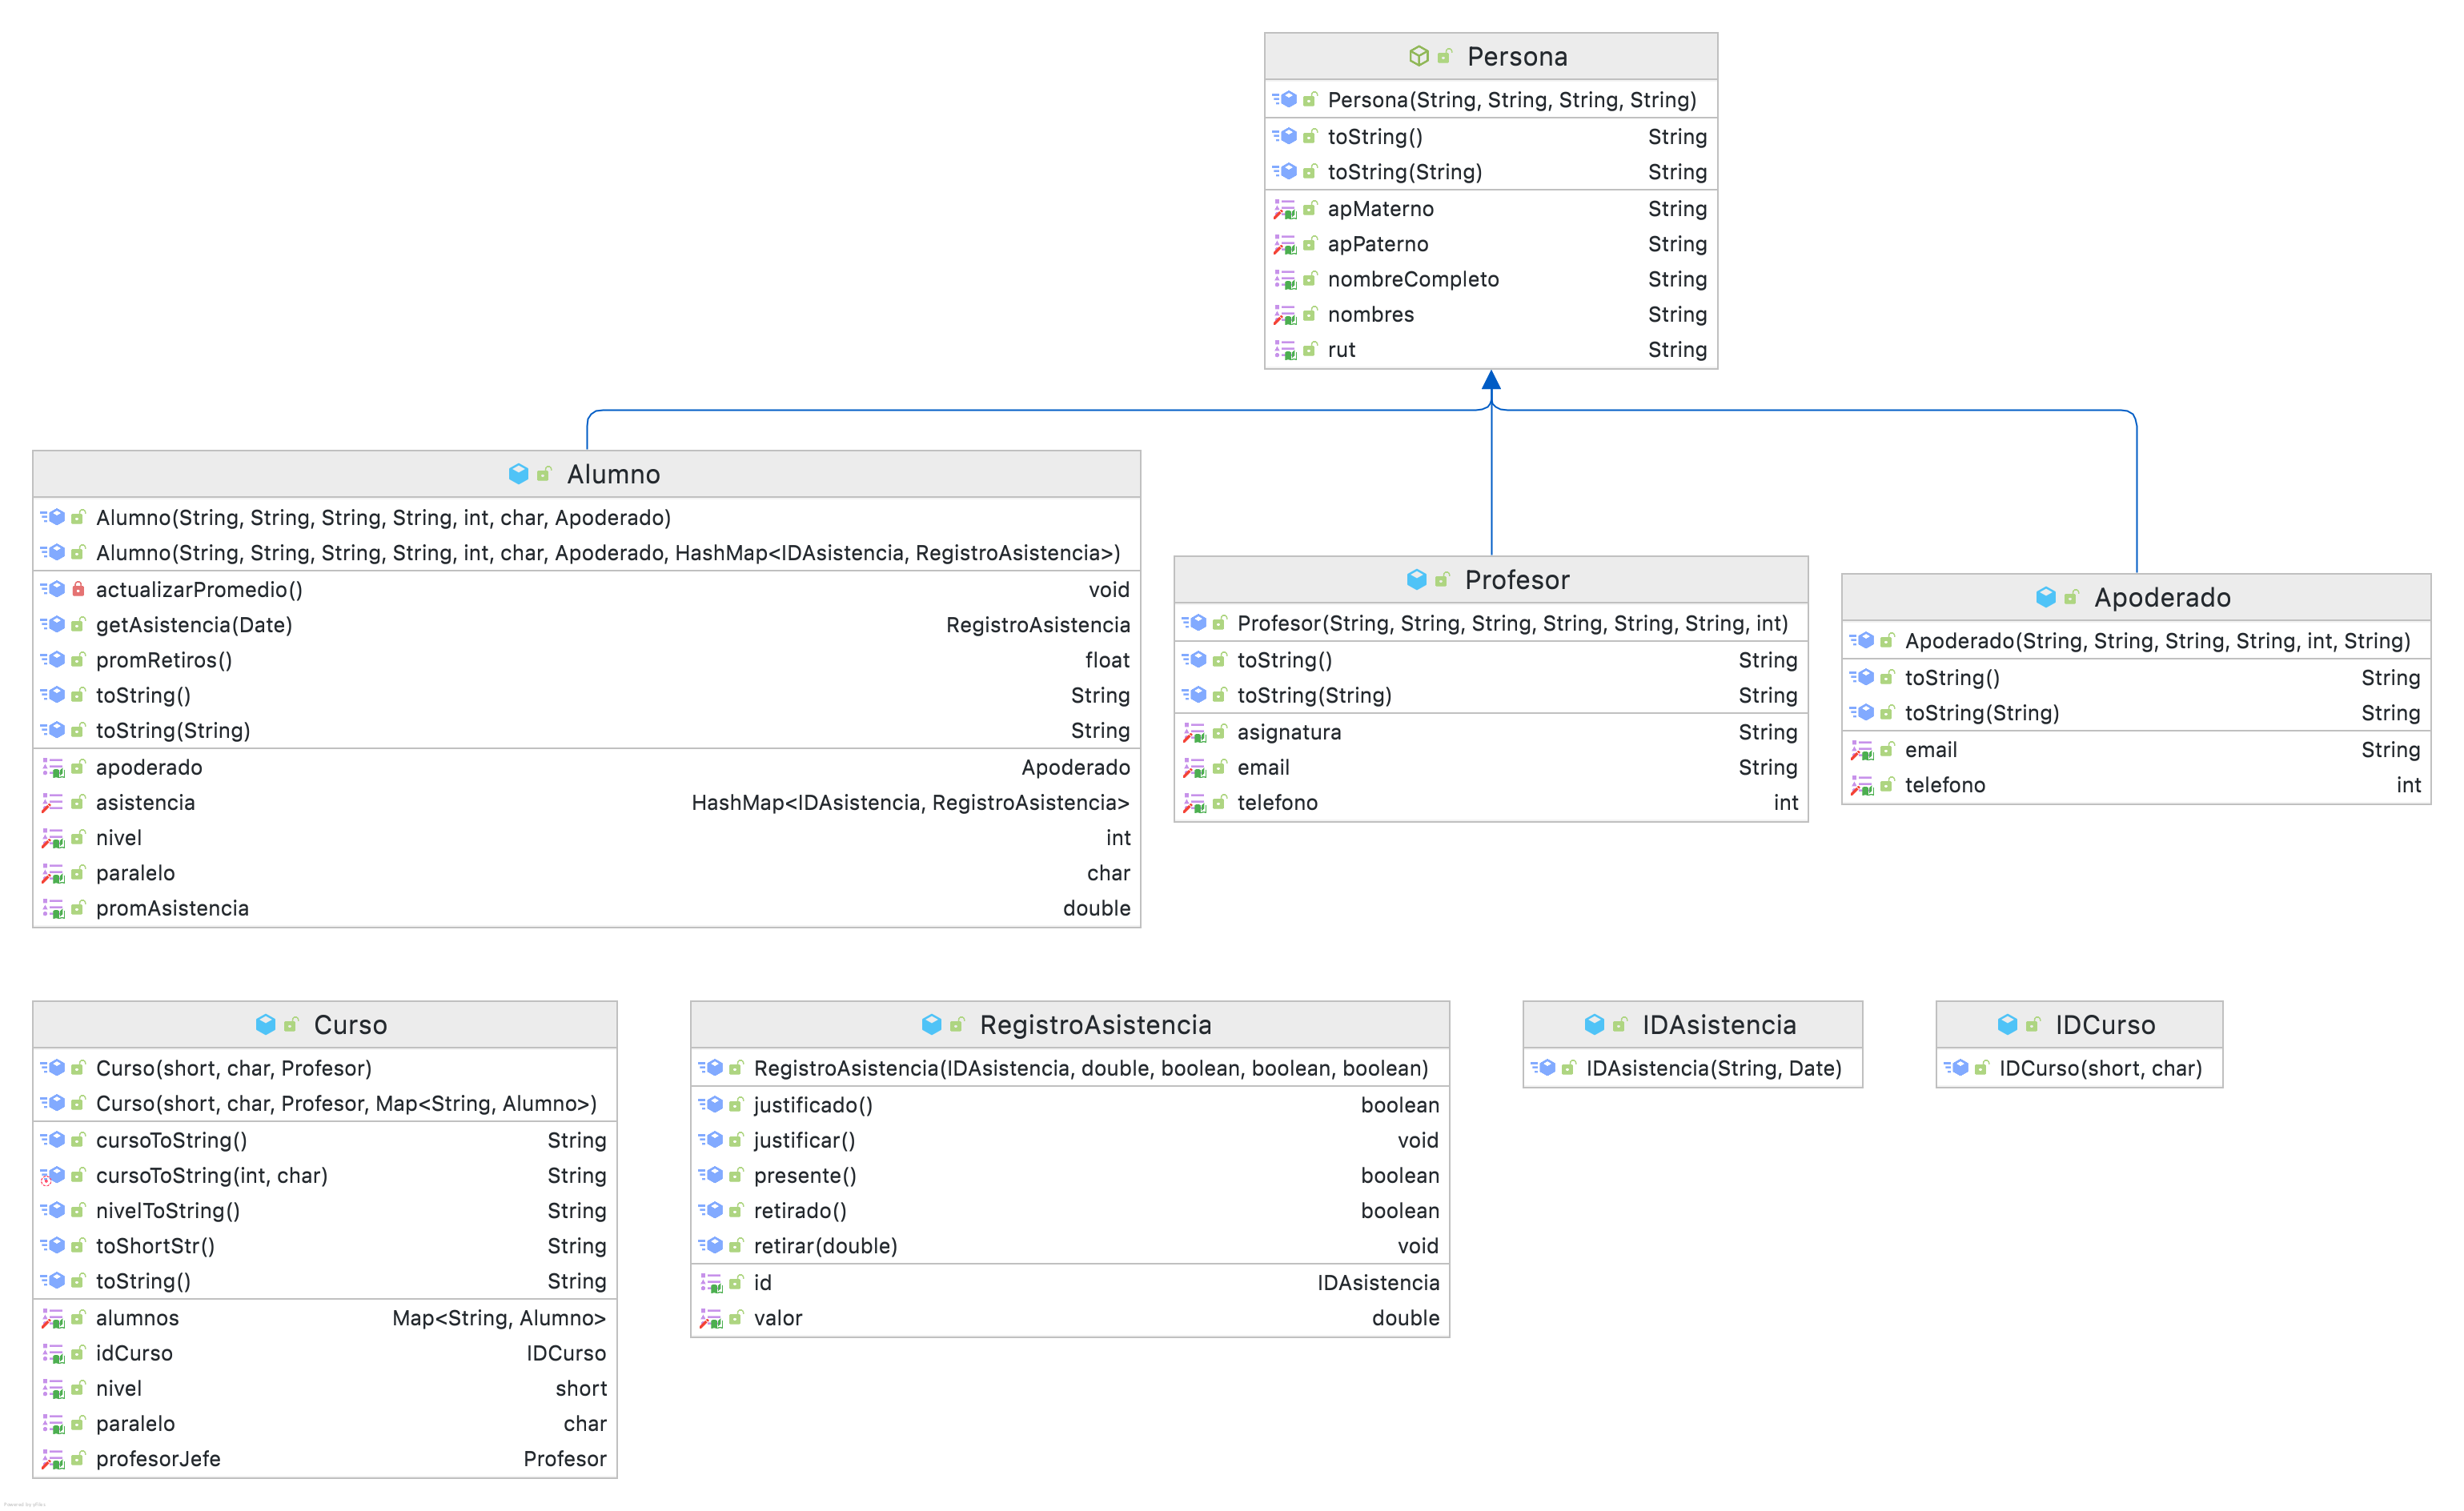 Persona
Persona(String, String, String, String)
toString() String
toString(String) String
apMaterno String
apPaterno String
nombreCompleto String
nombres String
rut String
Alumno
Alumno(String, String, String, String, int, char, Apoderado)
Alumno(String, String, String, String, int, char, Apoderado, HashMap<IDAsistencia, RegistroAsistencia>)
actualizarPromedio() void
getAsistencia(Date) RegistroAsistencia
promRetiros() float
toString() String
toString(String) String
apoderado Apoderado
asistencia HashMap<IDAsistencia, RegistroAsistencia>
nivel int
paralelo char
promAsistencia double
Profesor
Profesor(String, String, String, String, String, String, int)
toString() String
toString(String) String
asignatura String
email String
telefono int
Apoderado
Apoderado(String, String, String, String, int, String)
toString() String
toString(String) String
email String
telefono int
Curso
Curso(short, char, Profesor)
Curso(short, char, Profesor, Map<String, Alumno>)
cursoToString() String
cursoToString(int, char) String
nivelToString() String
toShortStr() String
toString() String
alumnos Map<String, Alumno>
idCurso IDCurso
nivel short
paralelo char
profesorJefe Profesor
RegistroAsistencia
RegistroAsistencia(IDAsistencia, double, boolean, boolean, boolean)
justificado() boolean
justificar() void
presente() boolean
retirado() boolean
retirar(double) void
id IDAsistencia
valor double
IDAsistencia
IDAsistencia(String, Date)
IDCurso
IDCurso(short, char)
Powered by yFiles